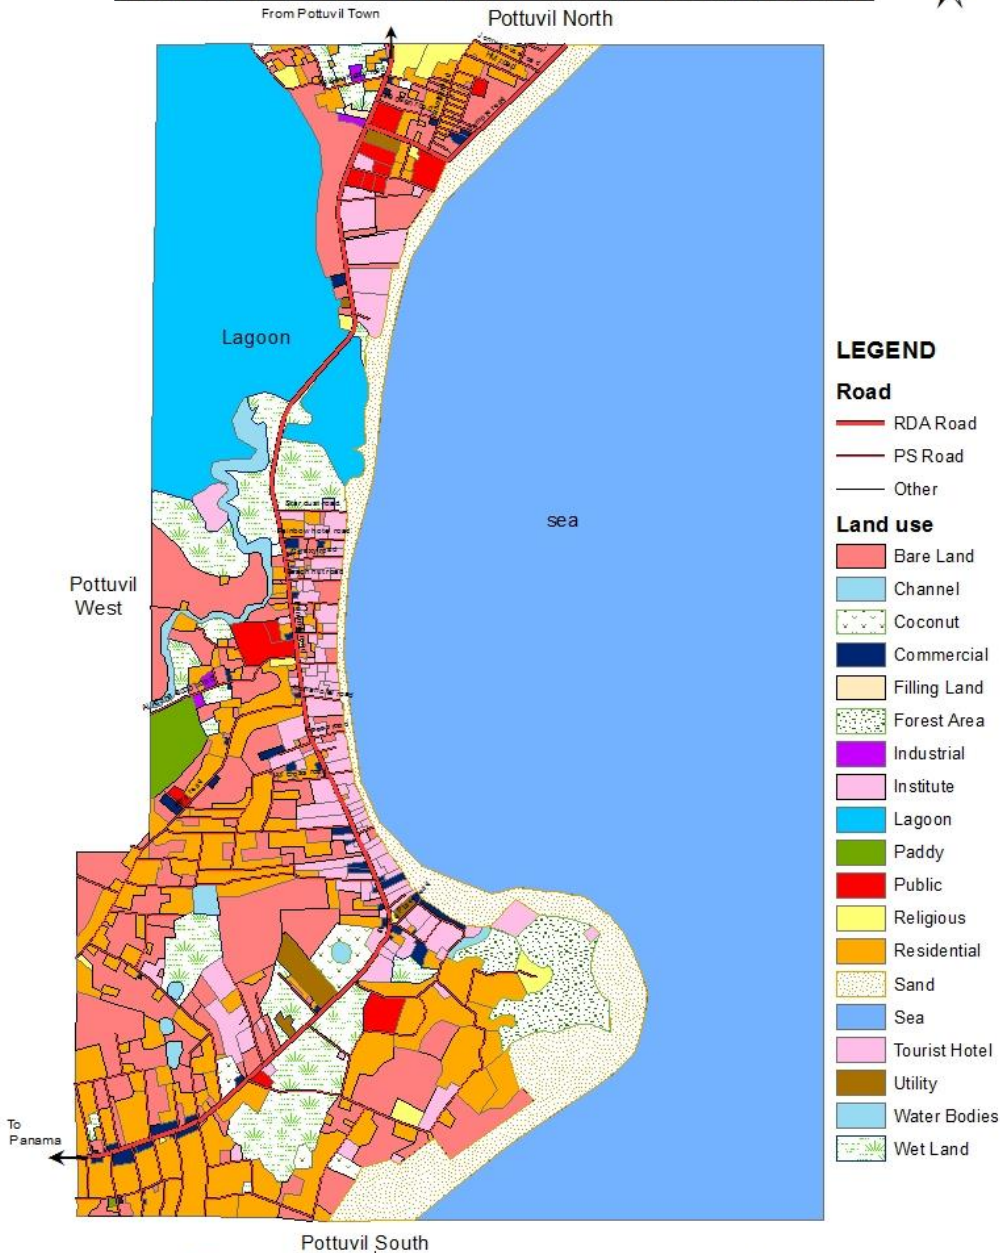 From Pottuvil Town
Pottuvil North
Lagoon
sea
Pottuvil
West
To
Panama
Pottuvil South
LEGEND
Road
RDA Road
PS Road
Other
Land use
Bare Land
Channel
Coconut
Commercial
Filling Land
Forest Area
Industrial
Institute
Lagoon
Paddy
Public
Religious
Residential
Sand
Sea
Tourist Hotel
Utility
Water Bodies
Wet Land